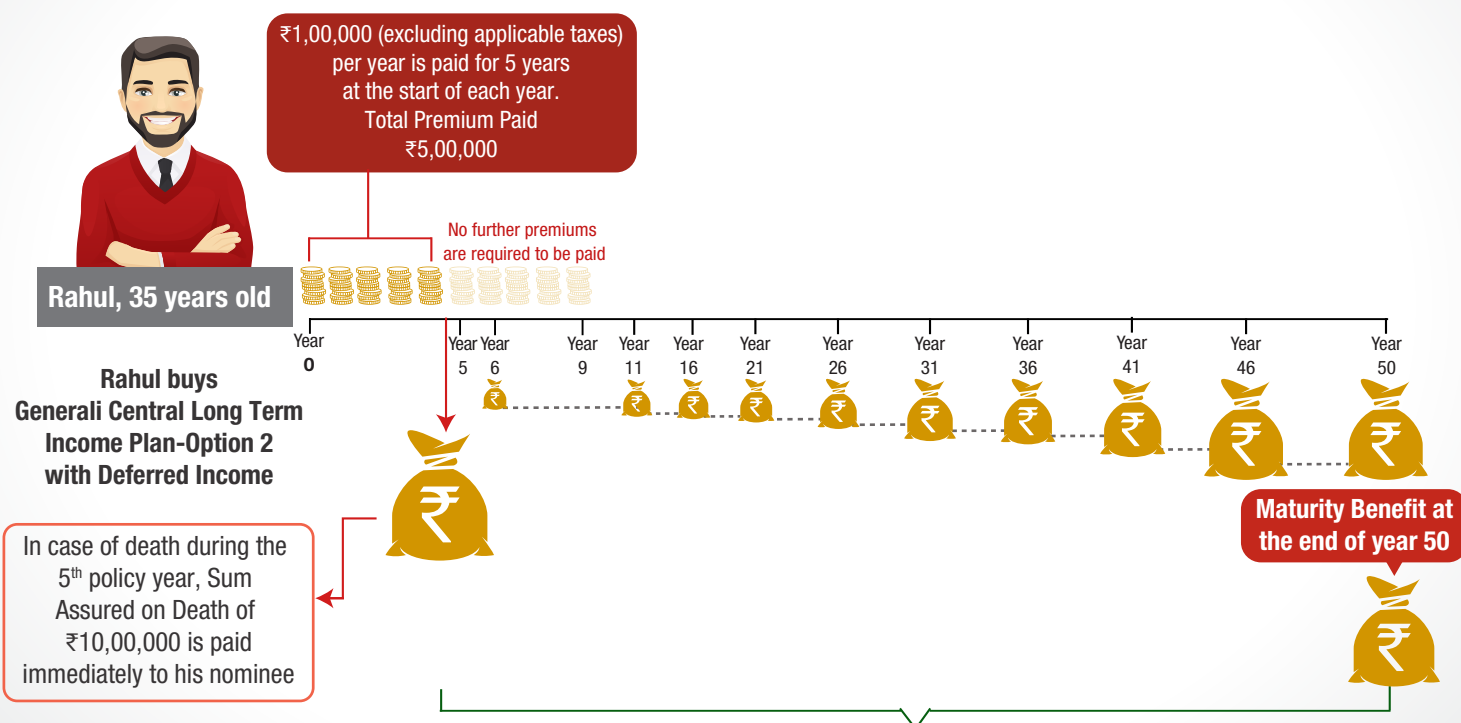 ₹1,00,000 (excluding applicable taxes)
per year is paid for 5 years
at the start of each year.
Total Premium Paid
₹5,00,000
No further premiums
are required to be paid
Rahul, 35 years old
Year
0
Year
5
Year
6
Year
9
Year
11
Year
16
Year
21
Year
26
Year
31
Year
36
Year
41
Year
46
Year
50
Rahul buys
Generali Central Long Term
Income Plan-Option 2
with Deferred Income
₹
₹
₹
₹
₹
₹
₹
₹
₹
₹
₹
In case of death during the
5th policy year, Sum
Assured on Death of
₹10,00,000 is paid
immediately to his nominee
Maturity Benefit at
the end of year 50
₹